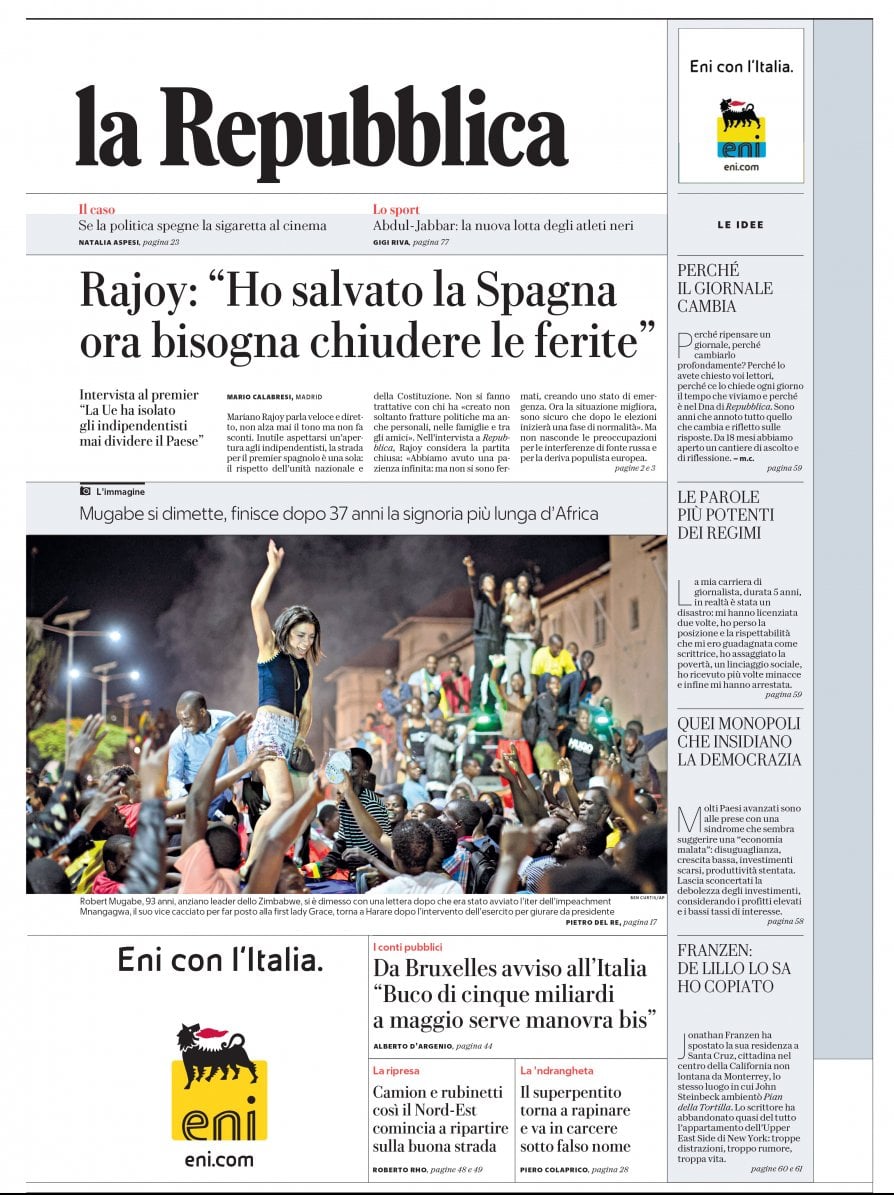 la Repubblica
Eni con l'Italia.
eni
eni.com
Il caso
Se la politica spegne la sigaretta al cinema
NATALIA ASPESI, pagina 23
Lo sport
Abdul-Jabbar: la nuova lotta degli atleti neri
GIGI RIVA, pagina 77
Rajoy: “Ho salvato la Spagna
ora bisogna chiudere le ferite”
Intervista al premier
“La Ue ha isolato
gli indipendentisti
mai dividere il Paese”
MARIO CALABRESI, MADRID
Mariano Rajoy parla veloce e diret-
to, non alza mai il tono ma non fa
sconti. Inutile aspettarsi un'aper-
tura agli indipendentisti, la strada
per il premier spagnolo è una sola:
il rispetto dell'unità nazionale e
della Costituzione. Non si fanno
trattative con chi ha «creato non
soltanto fratture politiche ma an-
che personali, nelle famiglie e tra
gli amici». Nell'intervista a Repub-
blica, Rajoy considera la partita
chiusa: «Abbiamo avuto una pa-
zienza infinita: ma non si sono fer-
mati, creando uno stato di emer-
genza. Ora la situazione migliora,
sono sicuro che dopo le elezioni
inizierà una fase di normalità». Ma
non nasconde le preoccupazioni
per le interferenze di fonte russa e
per la deriva populista europea.
pagine 2 e 3
L'immagine
Mugabe si dimette, finisce dopo 37 anni la signoria più lunga d'Africa
Robert Mugabe, 93 anni, anziano leader dello Zimbabwe, si è dimesso con una lettera dopo che era stato avviato l'iter dell'impeachment
BEN CURTIS/AP
Mnangagwa, il suo vice cacciato per far posto alla first lady Grace, torna a Harare dopo l'intervento dell'esercito per giurare da presidente
PIETRO DEL RE, pagina 17
Eni con l'Italia.
eni
eni.com
I conti pubblici
Da Bruxelles avviso all'Italia
“Buco di cinque miliardi
a maggio serve manovra bis”
ALBERTO D'ARGENIO, pagina 44
La ripresa
Camion e rubinetti
così il Nord-Est
comincia a ripartire
sulla buona strada
ROBERTO RHO, pagine 48 e 49
La 'ndrangheta
Il superpentito
torna a rapinare
e va in carcere
sotto falso nome
PIERO COLAPRICO, pagina 28
LE IDEE
PERCHÉ
IL GIORNALE
CAMBIA
Perché ripensare un
giornale, perché
cambiarlo
profondamente? Perché lo
avete chiesto voi lettori,
perché ce lo chiede ogni giorno
il tempo che viviamo e perché
è nel Dna di Repubblica. Sono
anni che annoto tutto quello
che cambia e rifletto sulle
risposte. Da 18 mesi abbiamo
aperto un cantiere di ascolto e
di riflessione. – m.c.
pagina 59
LE PAROLE
PIÙ POTENTI
DEI REGIMI
La mia carriera di
giornalista, durata 5 anni,
in realtà è stata un
disastro: mi hanno licenziata
due volte, ho perso la
posizione e la rispettabilità
che mi ero guadagnata come
scrittrice, ho assaggiato la
povertà, un linciaggio sociale,
ho ricevuto più volte minacce
e infine mi hanno arrestata.
pagina 59
QUEI MONOPOLI
CHE INSIDIANO
LA DEMOCRAZIA
Molti Paesi avanzati sono
alle prese con una
sindrome che sembra
suggerire una “economia
malata”: disuguaglianza,
crescita bassa, investimenti
scarsi, produttività stentata.
Lascia sconcertati la
debolezza degli investimenti,
considerando i profitti elevati
e i bassi tassi di interesse.
pagina 58
FRANZEN:
DE LILLO LO SA
HO COPIATO
Jonathan Franzen ha
spostato la sua residenza a
Santa Cruz, cittadina nel
centro della California non
lontana da Monterrey, lo
stesso luogo in cui John
Steinbeck ambientò Pian
della Tortilla. Lo scrittore ha
abbandonato quasi del tutto
l'appartamento dell'Upper
East Side di New York: troppe
distrazioni, troppo rumore,
troppa vita.
pagine 60 e 61